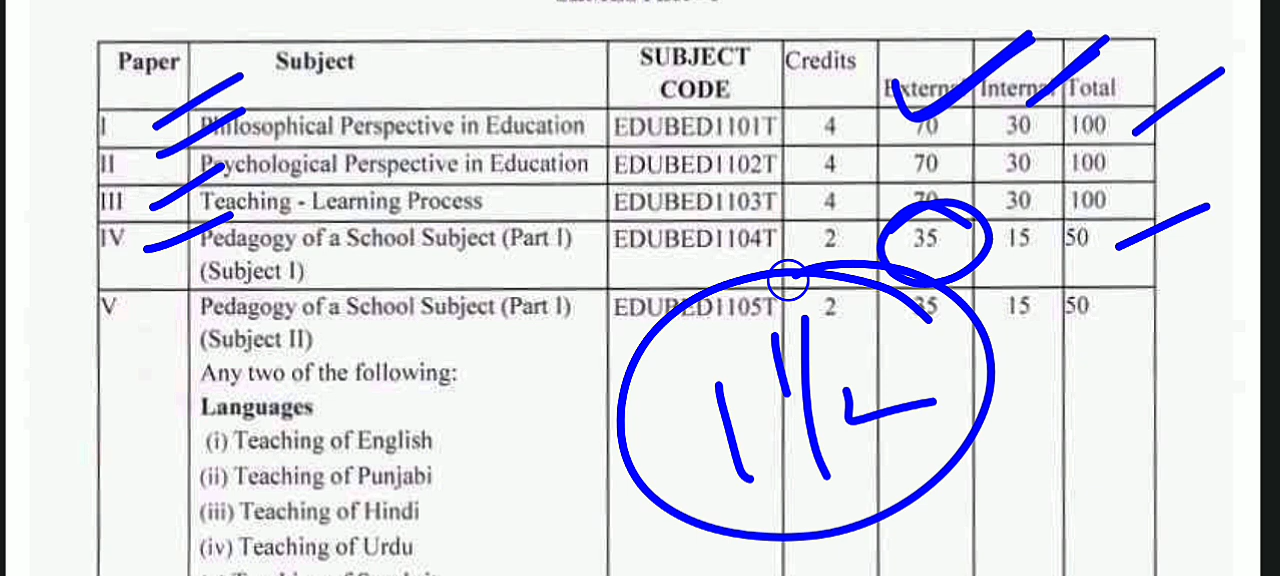 Paper Subject SUBJECT CODE Credits External Internal Total
I Philosophical Perspective in Education EDUBED1101T 4 70 30 100
II Psychological Perspective in Education EDUBED1102T 4 70 30 100
III Teaching - Learning Process EDUBED1103T 4 70 30 100
IV Pedagogy of a School Subject (Part I) EDUBED1104T 2 35 15 50
(Subject I)
V Pedagogy of a School Subject (Part I) EDUBED1105T 2 35 15 50
(Subject II)
Any two of the following:
Languages
(i) Teaching of English
(ii) Teaching of Punjabi
(iii) Teaching of Hindi
(iv) Teaching of Urdu